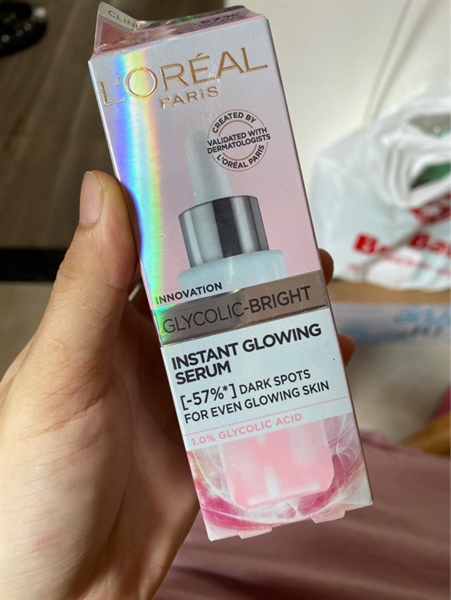 L'ORÉAL
PARIS
CREATED BY
VALIDATED WITH
DERMATOLOGISTS
L'ORÉAL PARIS
INNOVATION
GLYCOLIC-BRIGHT
INSTANT GLOWING
SERUM
[-57%*] DARK SPOTS
FOR EVEN GLOWING SKIN
1.0% GLYCOLIC ACID